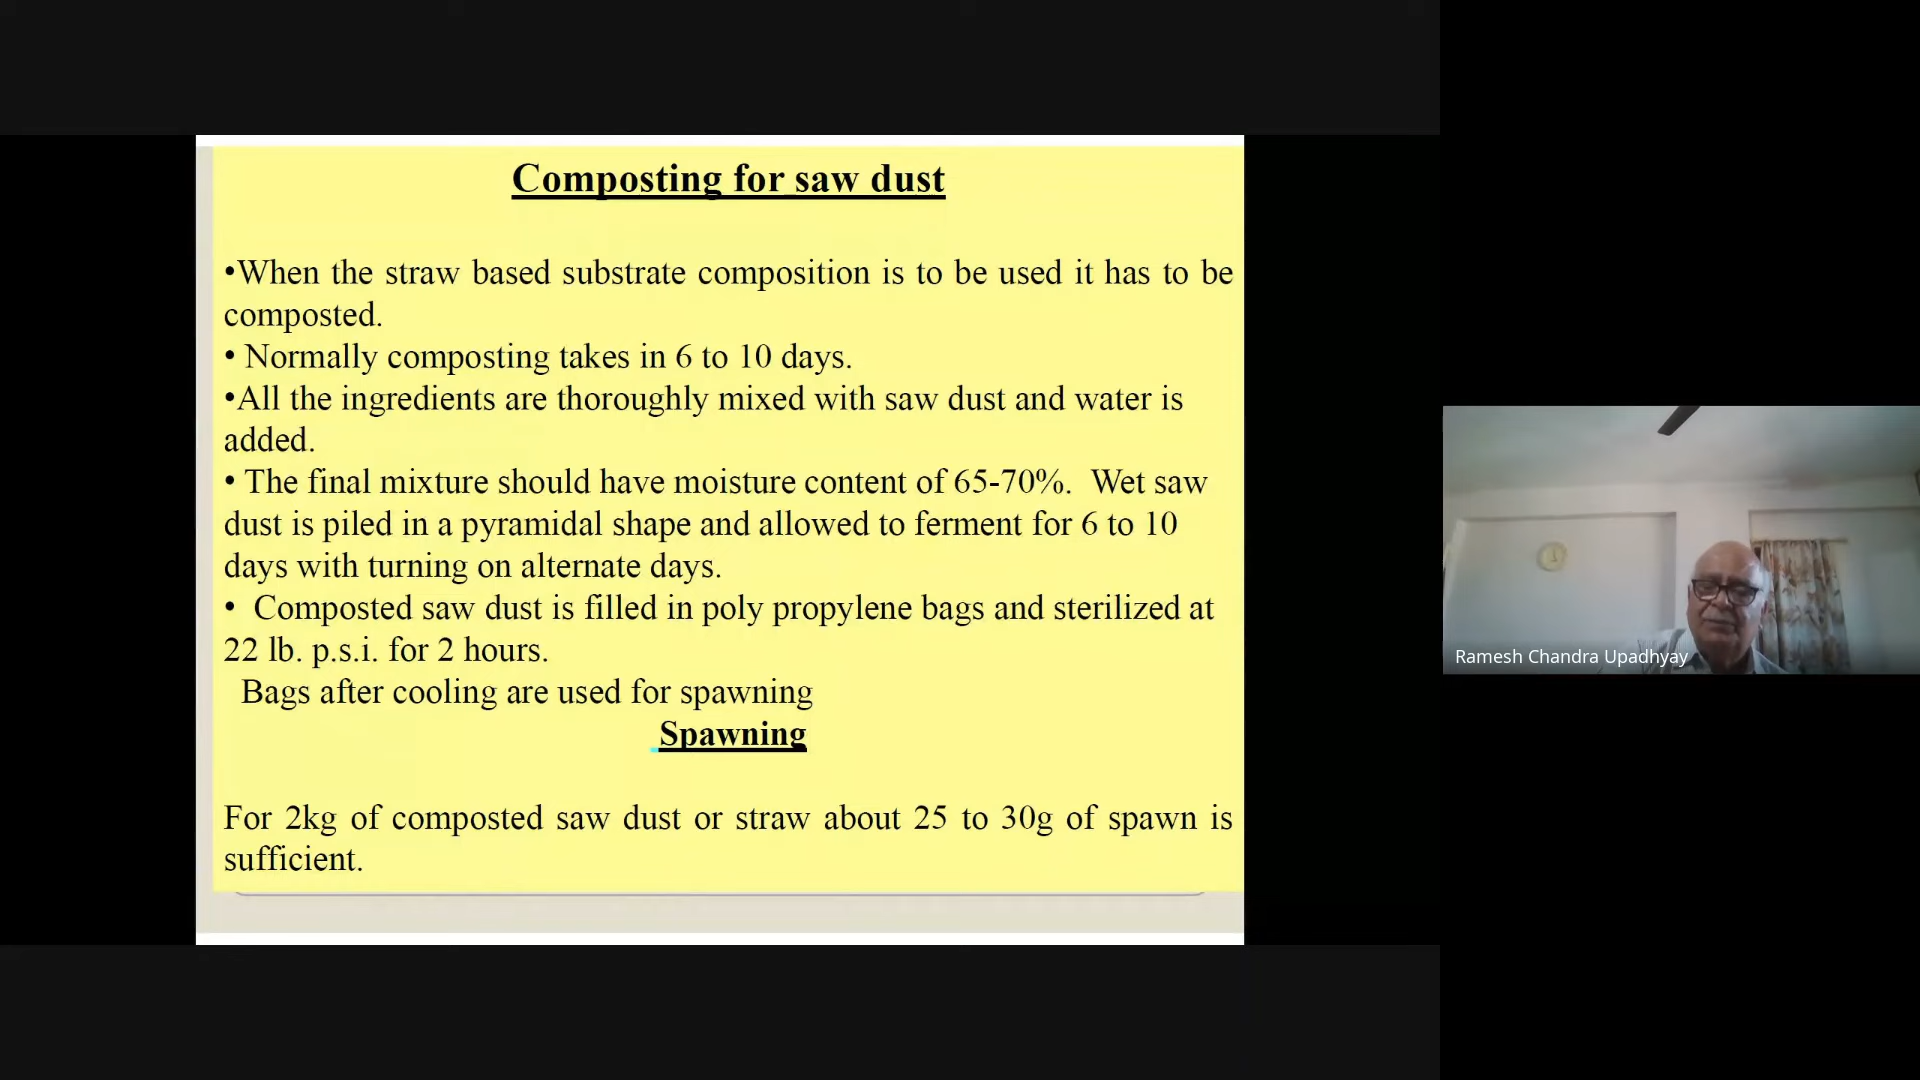 Composting for saw dust
•When the straw based substrate composition is to be used it has to be
composted.
• Normally composting takes in 6 to 10 days.
•All the ingredients are thoroughly mixed with saw dust and water is
added.
• The final mixture should have moisture content of 65-70%. Wet saw
dust is piled in a pyramidal shape and allowed to ferment for 6 to 10
days with turning on alternate days.
• Composted saw dust is filled in poly propylene bags and sterilized at
22 lb. p.s.i. for 2 hours.
Bags after cooling are used for spawning
Spawning
For 2kg of composted saw dust or straw about 25 to 30g of spawn is
sufficient.
Ramesh Chandra Upadhyay